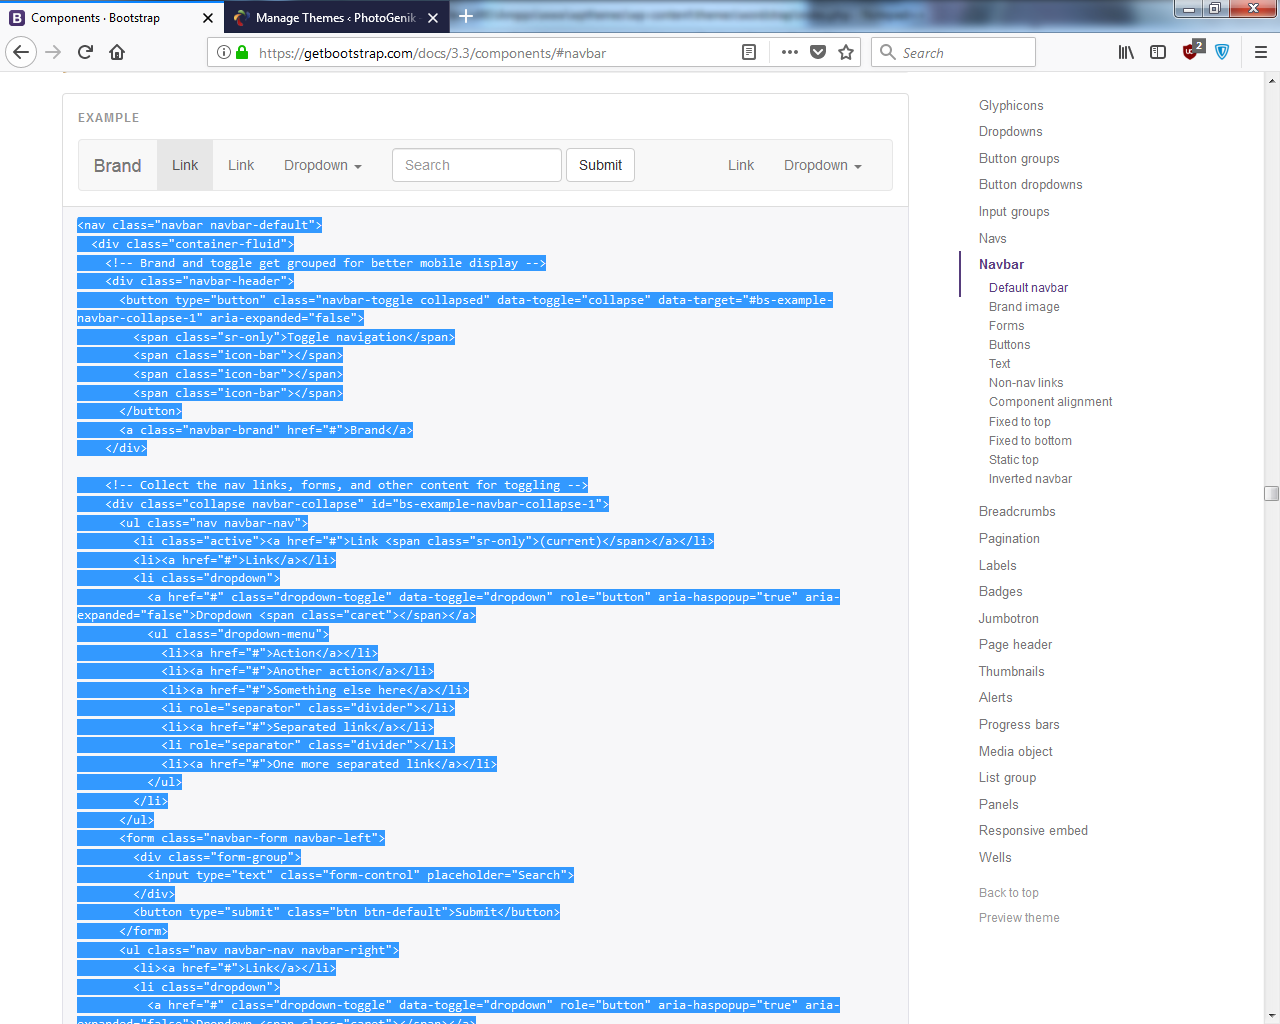 Components · Bootstrap
Manage Themes ‹ PhotoGenik
https://getbootstrap.com/docs/3.3/components/#navbar
Search
2
EXAMPLE
Brand Link Link Dropdown Search Submit Link Dropdown
<nav class="navbar navbar-default">
<div class="container-fluid">
<!-- Brand and toggle get grouped for better mobile display -->
<div class="navbar-header">
<button type="button" class="navbar-toggle collapsed" data-toggle="collapse" data-target="#bs-example-
navbar-collapse-1" aria-expanded="false">
<span class="sr-only">Toggle navigation</span>
<span class="icon-bar"></span>
<span class="icon-bar"></span>
<span class="icon-bar"></span>
</button>
<a class="navbar-brand" href="#">Brand</a>
</div>
<!-- Collect the nav links, forms, and other content for toggling -->
<div class="collapse navbar-collapse" id="bs-example-navbar-collapse-1">
<ul class="nav navbar-nav">
<li class="active"><a href="#">Link <span class="sr-only">(current)</span></a></li>
<li><a href="#">Link</a></li>
<li class="dropdown">
<a href="#" class="dropdown-toggle" data-toggle="dropdown" role="button" aria-haspopup="true" aria-
expanded="false">Dropdown <span class="caret"></span></a>
<ul class="dropdown-menu">
<li><a href="#">Action</a></li>
<li><a href="#">Another action</a></li>
<li><a href="#">Something else here</a></li>
<li role="separator" class="divider"></li>
<li><a href="#">Separated link</a></li>
<li role="separator" class="divider"></li>
<li><a href="#">One more separated link</a></li>
</ul>
</li>
</ul>
<form class="navbar-form navbar-left">
<div class="form-group">
<input type="text" class="form-control" placeholder="Search">
</div>
<button type="submit" class="btn btn-default">Submit</button>
</form>
<ul class="nav navbar-nav navbar-right">
<li><a href="#">Link</a></li>
<li class="dropdown">
<a href="#" class="dropdown-toggle" data-toggle="dropdown" role="button" aria-haspopup="true" aria-
expanded="false">Dropdown <span class="caret"></span></a>
Glyphicons
Dropdowns
Button groups
Button dropdowns
Input groups
Navs
Navbar
Default navbar
Brand image
Forms
Buttons
Text
Non-nav links
Component alignment
Fixed to top
Fixed to bottom
Static top
Inverted navbar
Breadcrumbs
Pagination
Labels
Badges
Jumbotron
Page header
Thumbnails
Alerts
Progress bars
Media object
List group
Panels
Responsive embed
Wells
Back to top
Preview theme